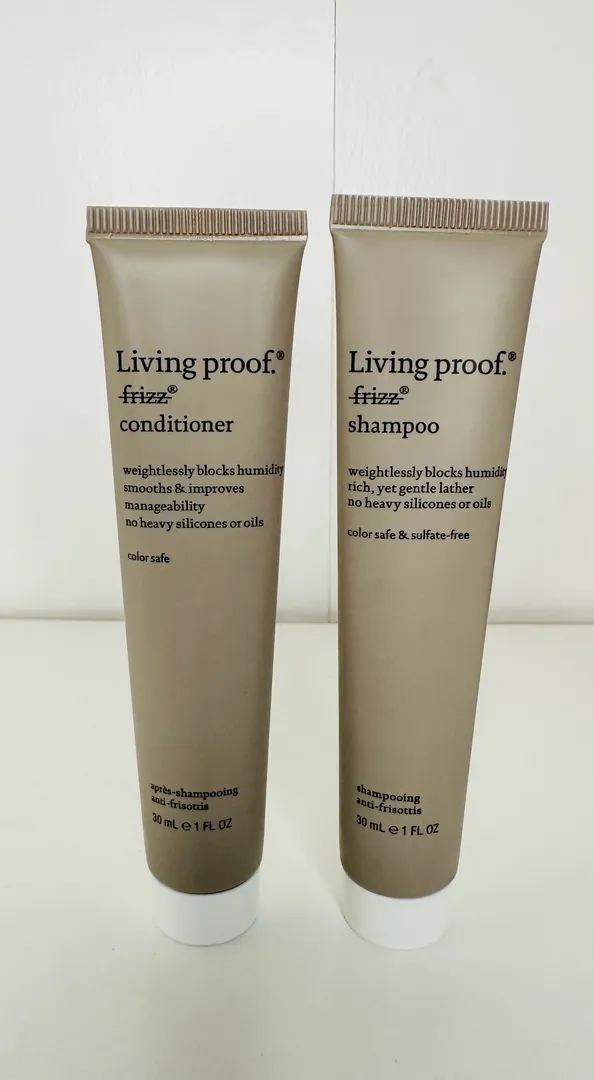 Living proof.®
frizz®
conditioner
weightlessly blocks humidity
smooths & improves
manageability
no heavy silicones or oils
color safe
après-shampooing
anti-frisottis
30 mL e 1 FL OZ
Living proof.®
frizz®
shampoo
weightlessly blocks humidity
rich, yet gentle lather
no heavy silicones or oils
color safe & sulfate-free
shampooing
anti-frisottis
30 mL e 1 FL OZ